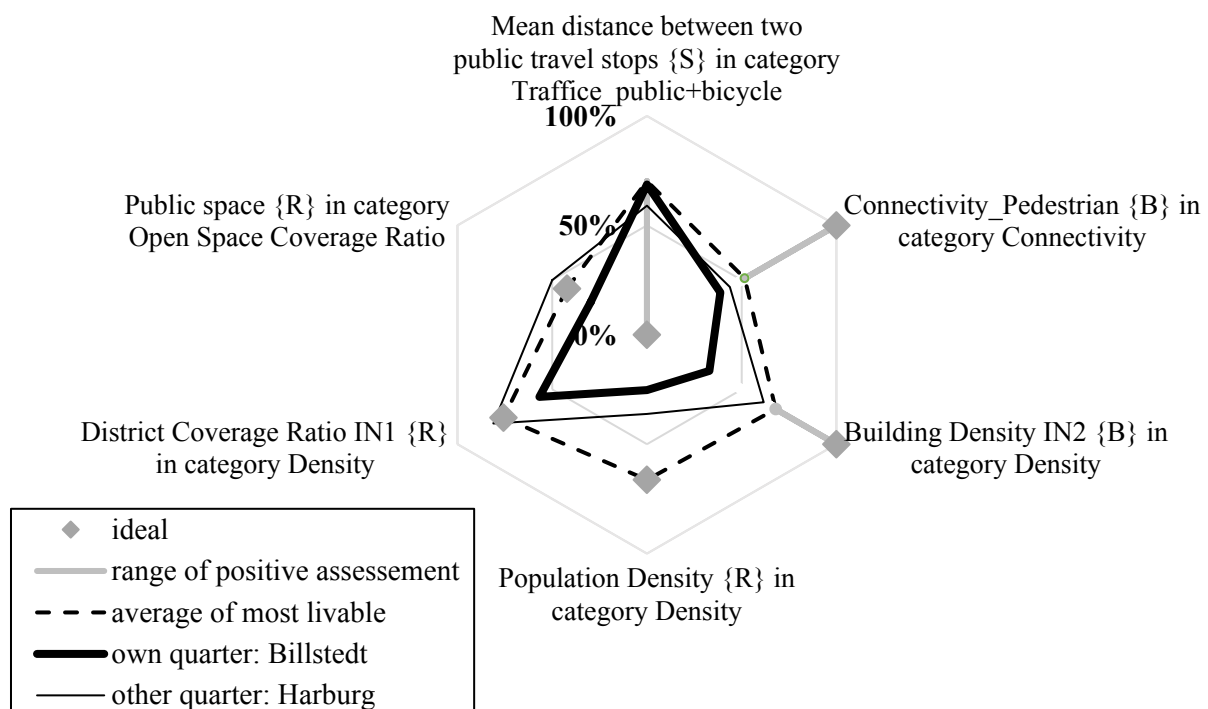 Mean distance between two
public travel stops {S} in category
Traffice_public+bicycle
100%
Public space {R} in category
Open Space Coverage Ratio
50%
Connectivity_Pedestrian {B} in
category Connectivity
0%
District Coverage Ratio IN1 {R}
in category Density
Building Density IN2 {B} in
category Density
Population Density {R} in
category Density
ideal
range of positive assessement
average of most livable
own quarter: Billstedt
other quarter: Harburg